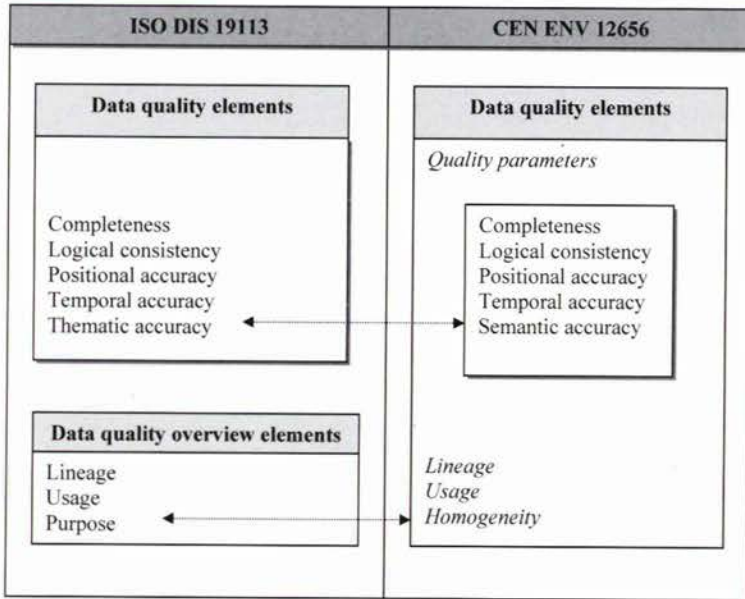 ISO DIS 19113
CEN ENV 12656
Data quality elements
Completeness
Logical consistency
Positional accuracy
Temporal accuracy
Thematic accuracy
Data quality overview elements
Lineage
Usage
Purpose
Data quality elements
Quality parameters
Completeness
Logical consistency
Positional accuracy
Temporal accuracy
Semantic accuracy
Lineage
Usage
Homogeneity